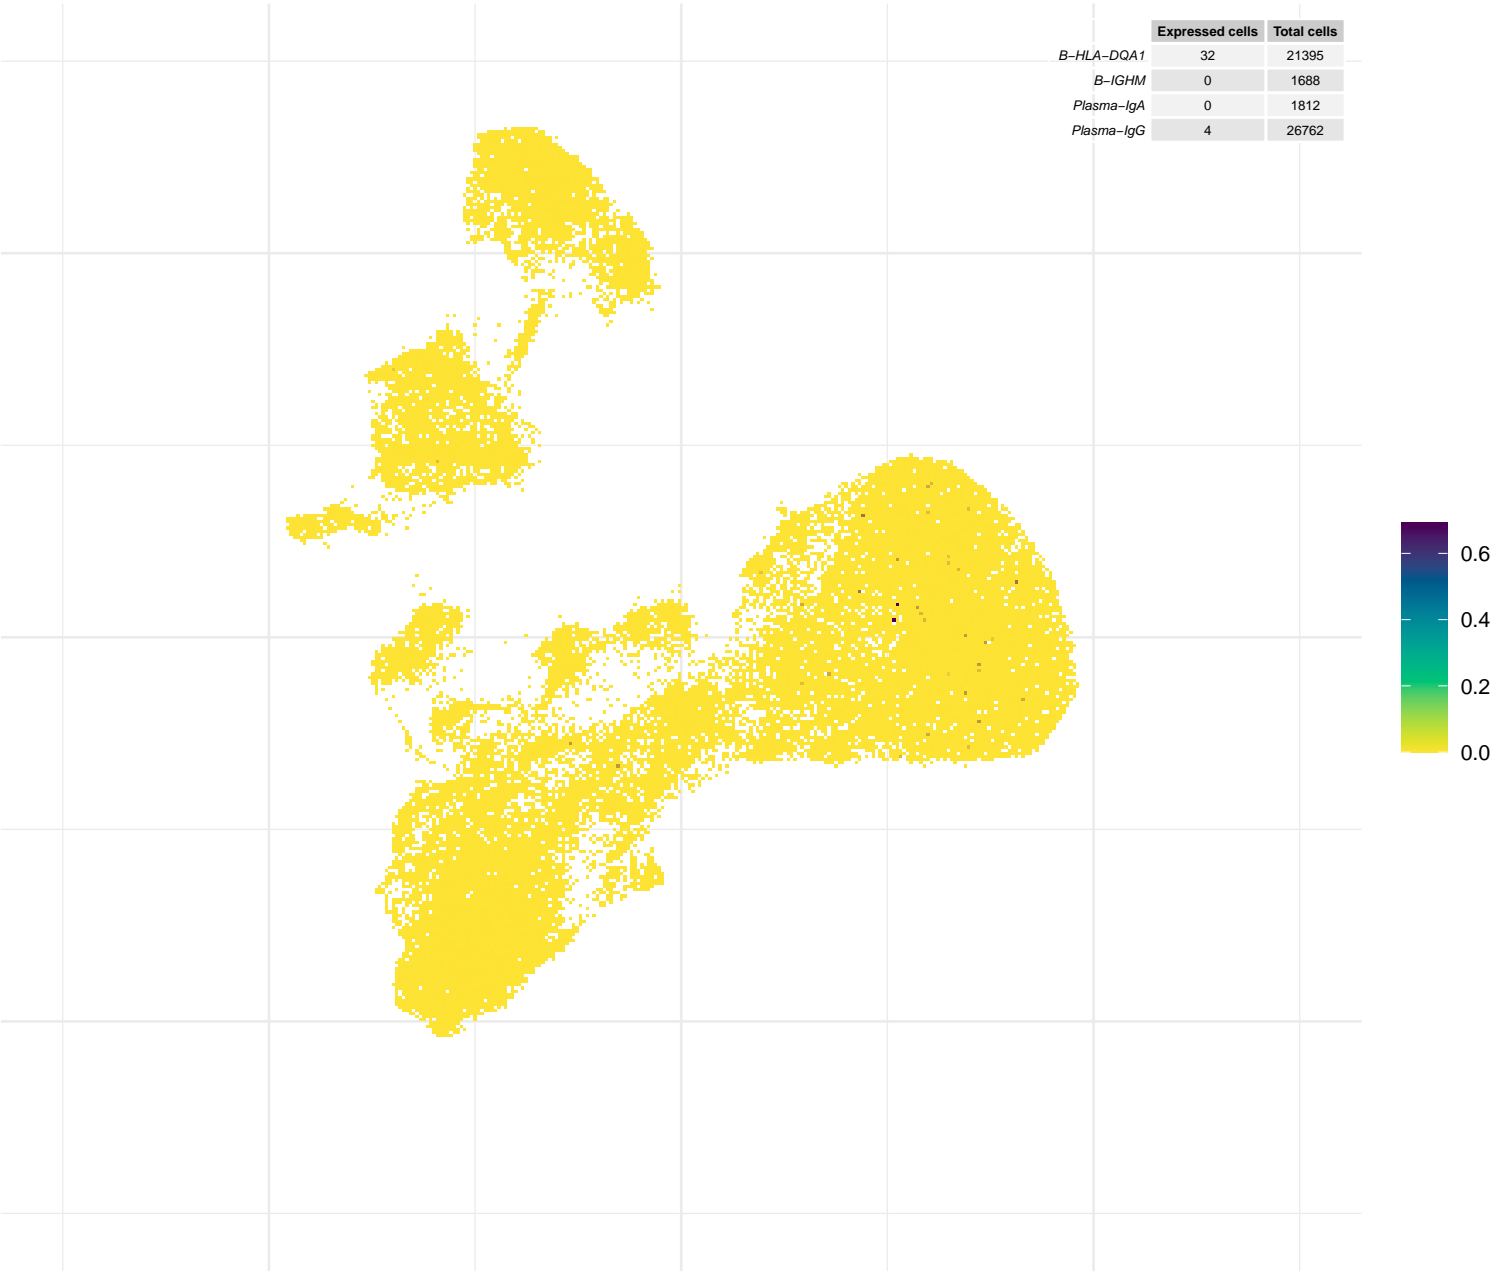 Expressed cells Total cells
B−HLA−DQA1 32 21395
B−IGHM 0 1688
Plasma−IgA 0 1812
Plasma−IgG 4 26762
0.6
0.4
0.2
0.0